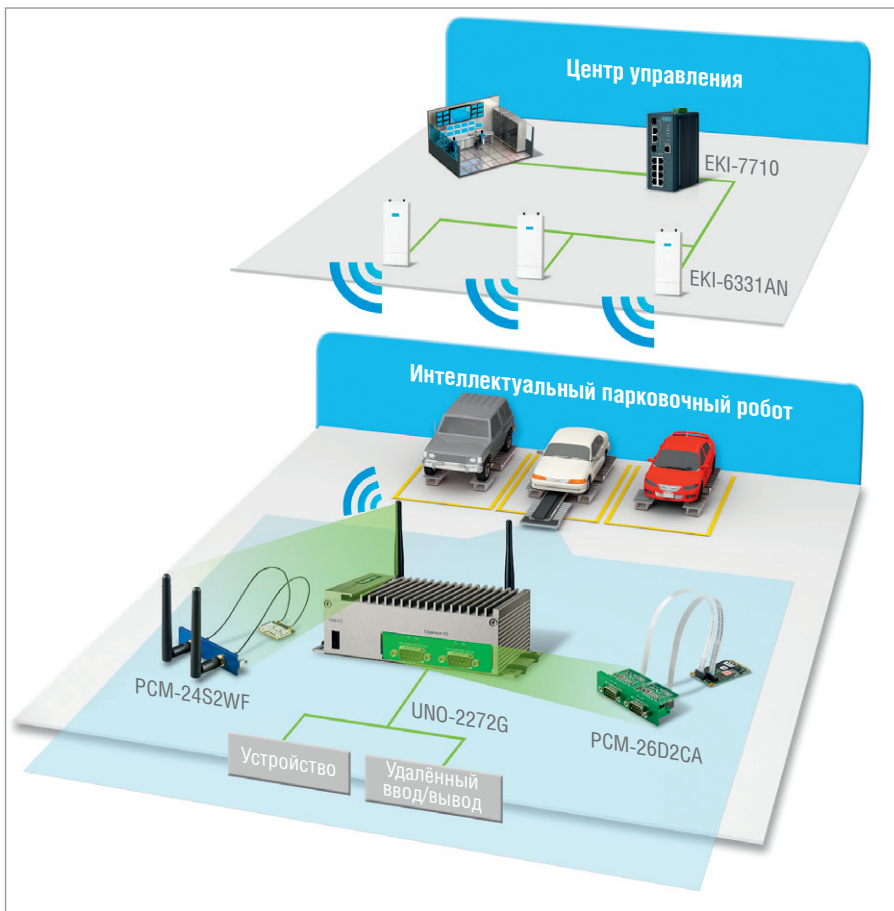 Центр управления
EKI-7710
EKI-6331AN
Интеллектуальный парковочный робот
PCM-24S2WF
UNO-2272G
PCM-26D2CA
Устройство
Удалённый
ввод/вывод